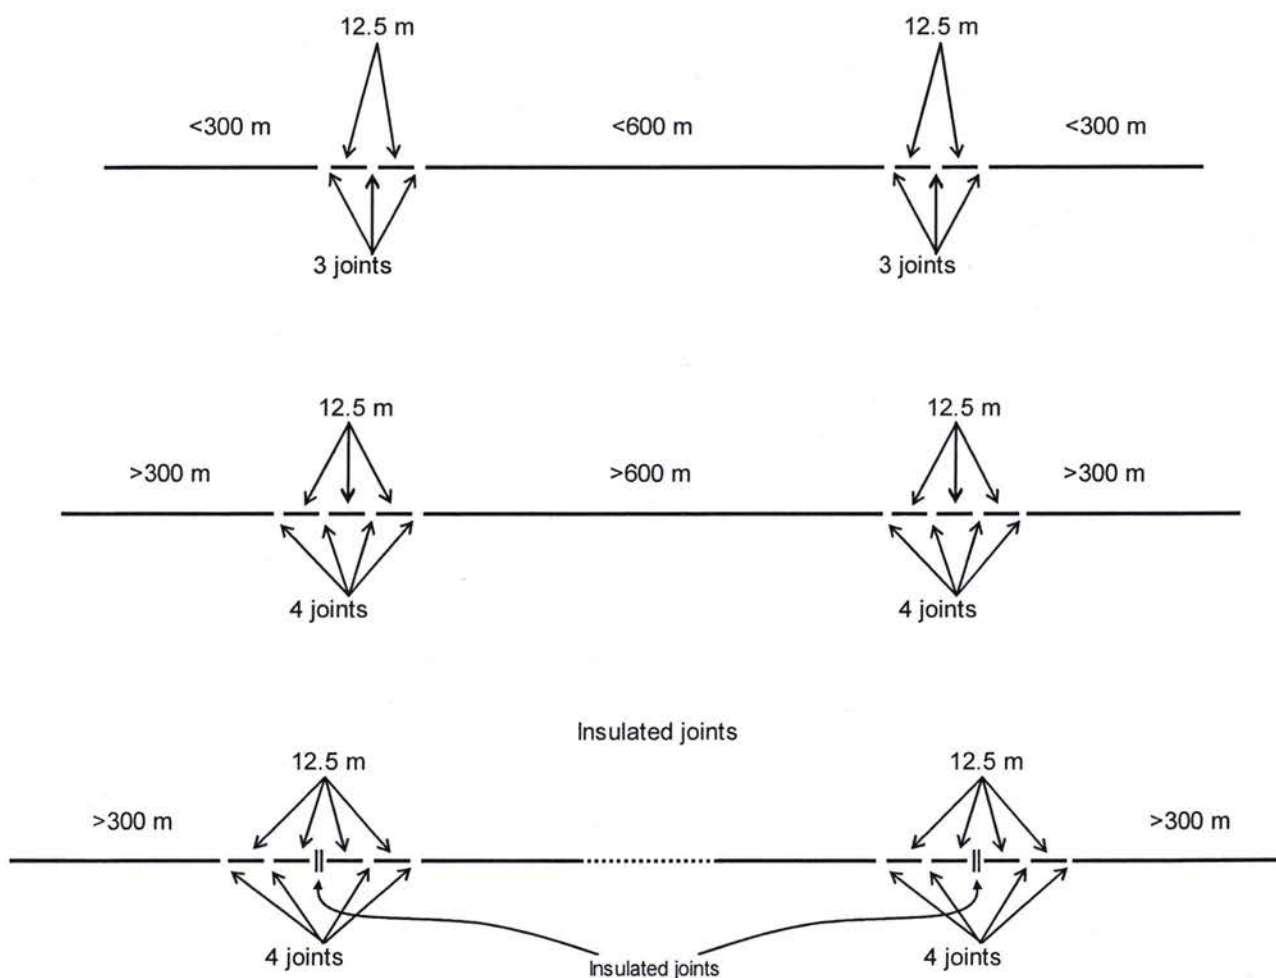 12.5 m 12.5 m
<300 m <600 m <300 m
3 joints 3 joints
12.5 m 12.5 m
>300 m >600 m >300 m
4 joints 4 joints
Insulated joints
12.5 m 12.5 m
>300 m >300 m
4 joints Insulated joints 4 joints